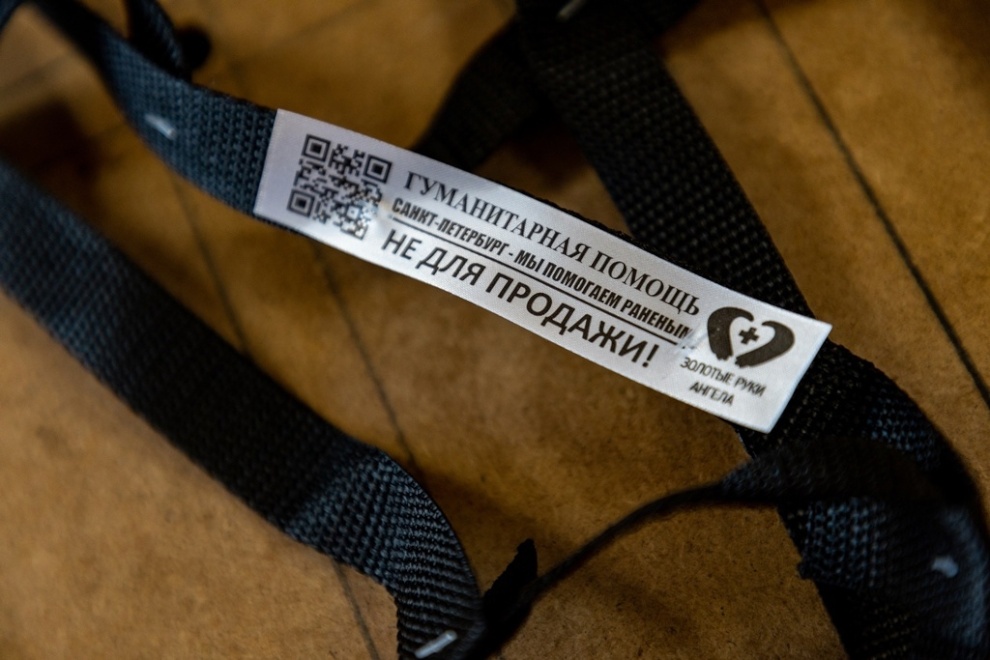 ГУМАНИТАРНАЯ ПОМОЩЬ
САНКТ-ПЕТЕРБУРГ - МЫ ПОМОГАЕМ РАНЕНЫМ
НЕ ДЛЯ ПРОДАЖИ!
ЗОЛОТЫЕ РУКИ
АНГЕЛА